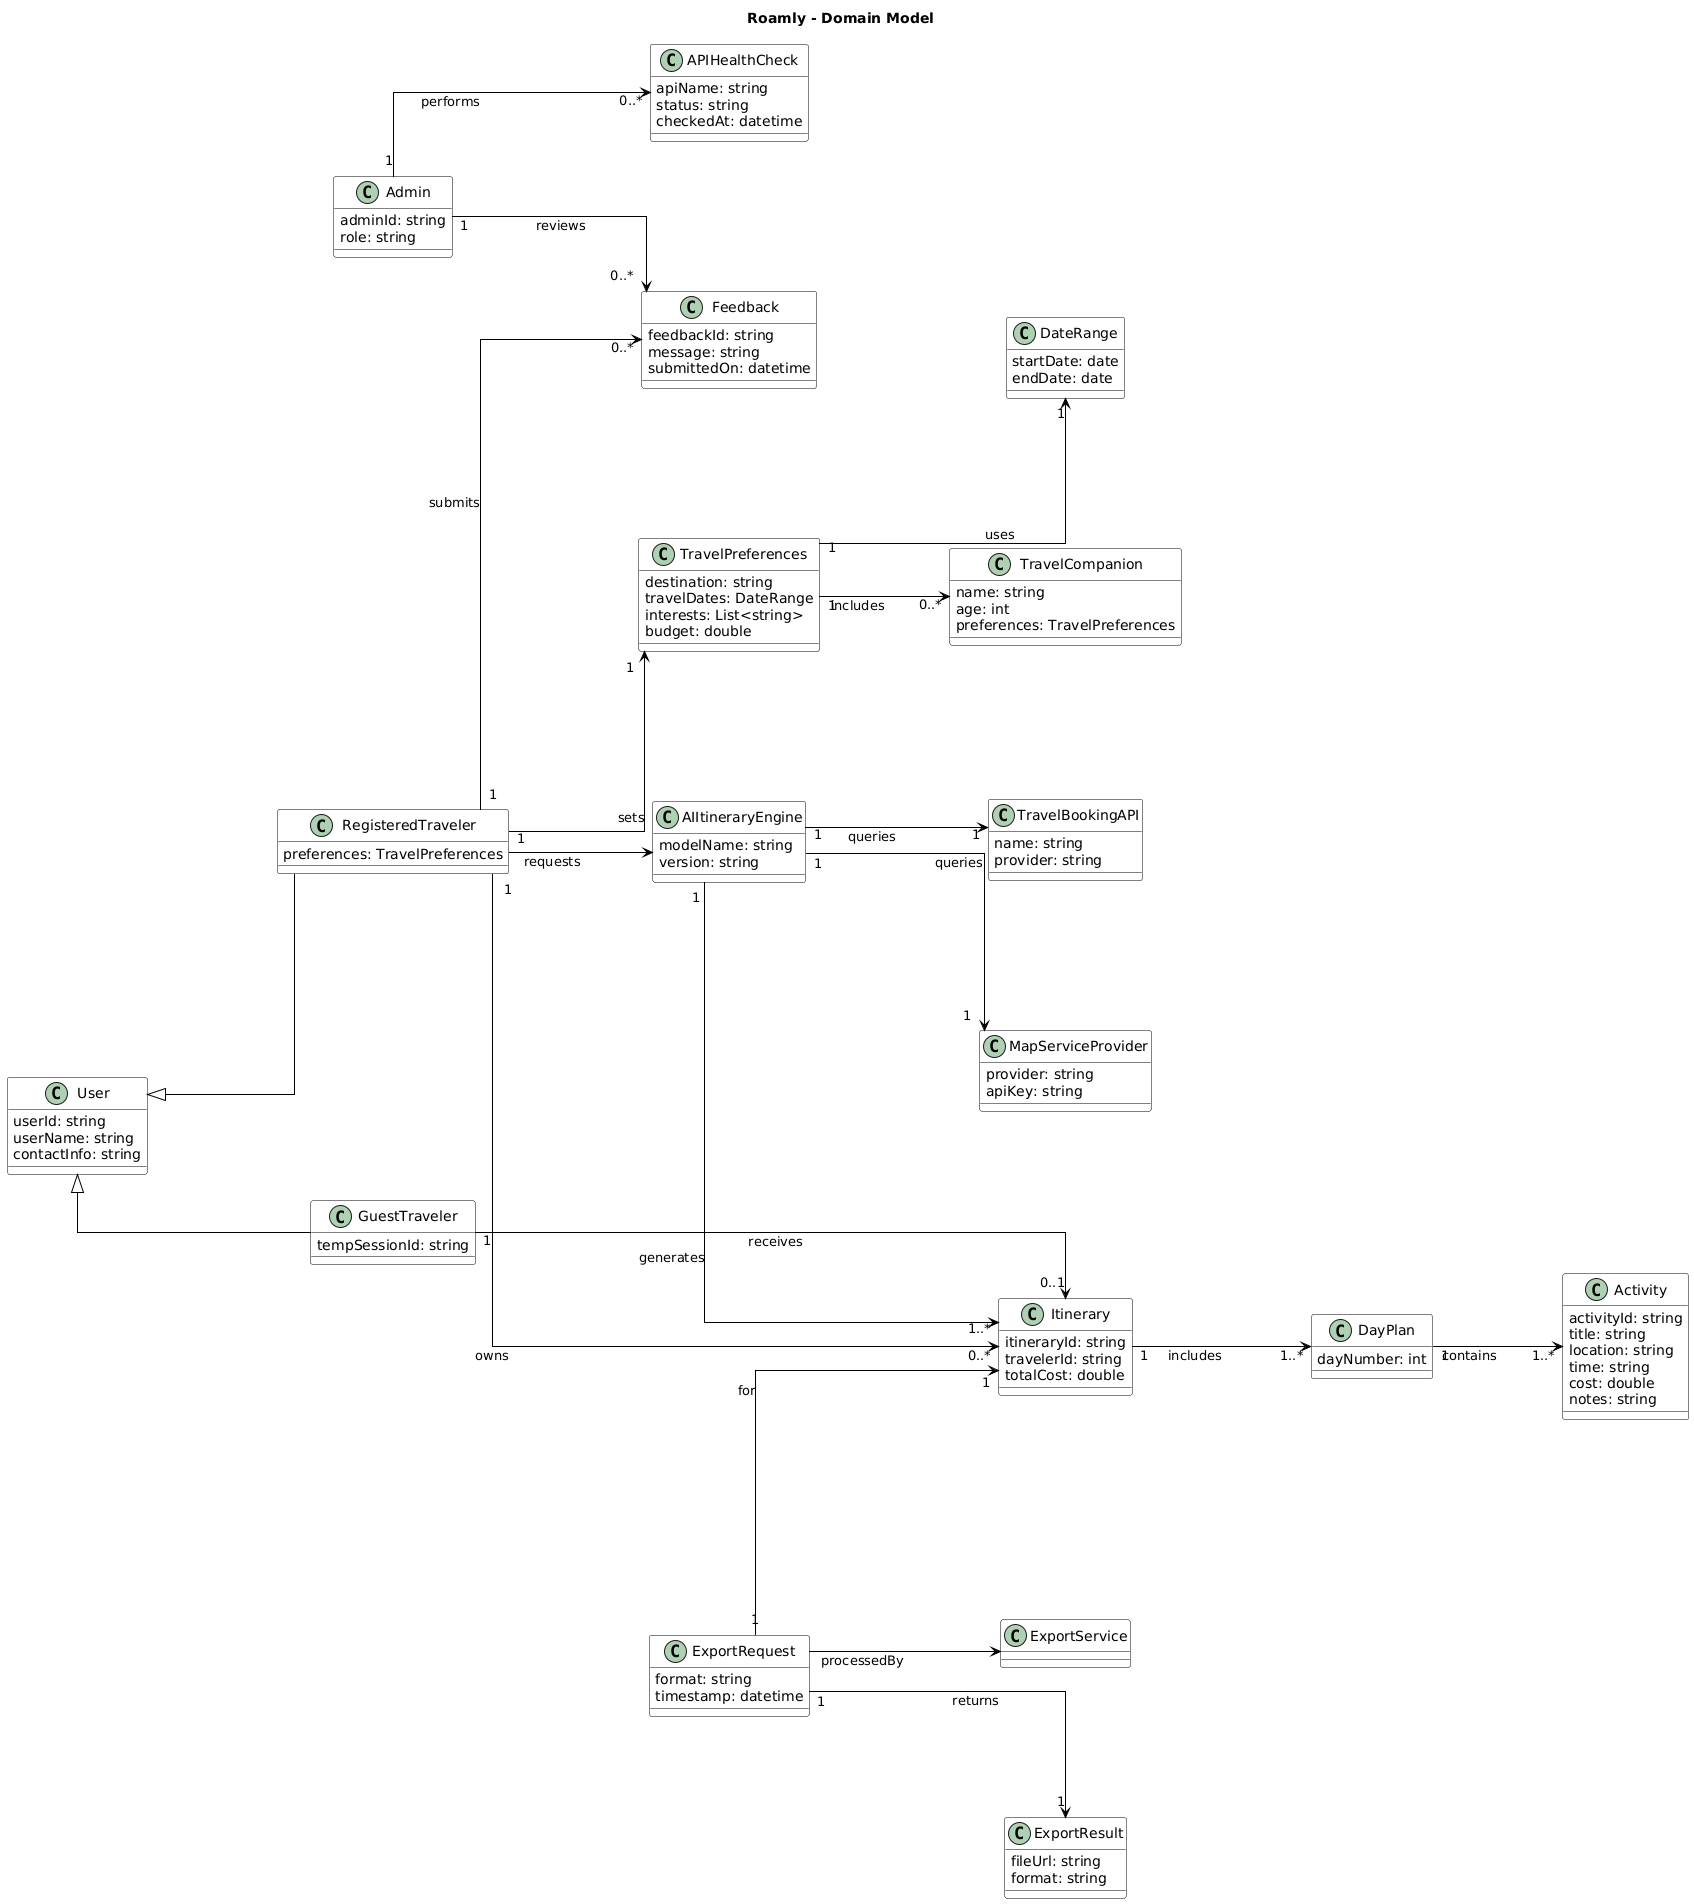 Roamly - Domain Model
C APIHealthCheck
apiName: string
status: string
checkedAt: datetime
performs
0..*
1
C Admin
adminId: string
role: string
1
reviews
0..*
C Feedback
feedbackId: string
message: string
submittedOn: datetime
0..*
submits
1
C DateRange
startDate: date
endDate: date
1
uses
1
C TravelPreferences
destination: string
travelDates: DateRange
interests: List<string>
budget: double
1
includes
0..*
C TravelCompanion
name: string
age: int
preferences: TravelPreferences
1
sets
1
C RegisteredTraveler
preferences: TravelPreferences
requests
1
C AIItineraryEngine
modelName: string
version: string
1
queries
1
C TravelBookingAPI
name: string
provider: string
1
queries
1
C MapServiceProvider
provider: string
apiKey: string
1
generates
1..*
C User
userId: string
userName: string
contactInfo: string
C GuestTraveler
tempSessionId: string
1
receives
0..1
owns
0..*
C Itinerary
itineraryId: string
travelerId: string
totalCost: double
1
includes
1..*
C DayPlan
dayNumber: int
1
contains
1..*
C Activity
activityId: string
title: string
location: string
time: string
cost: double
notes: string
for
1
1
C ExportRequest
format: string
timestamp: datetime
processedBy
C ExportService
1
returns
1
C ExportResult
fileUrl: string
format: string